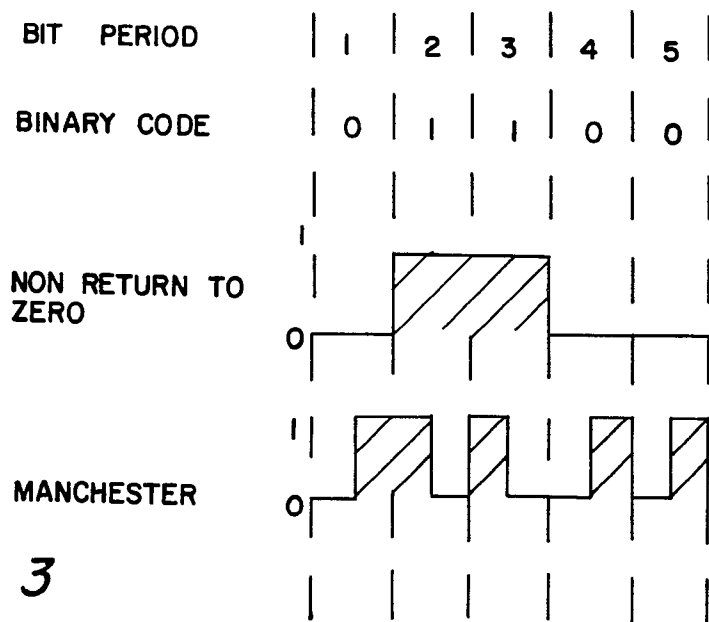 BIT PERIOD 1 2 3 4 5
BINARY CODE 0 1 1 0 0
1
NON RETURN TO
ZERO
0
1
MANCHESTER
0
3